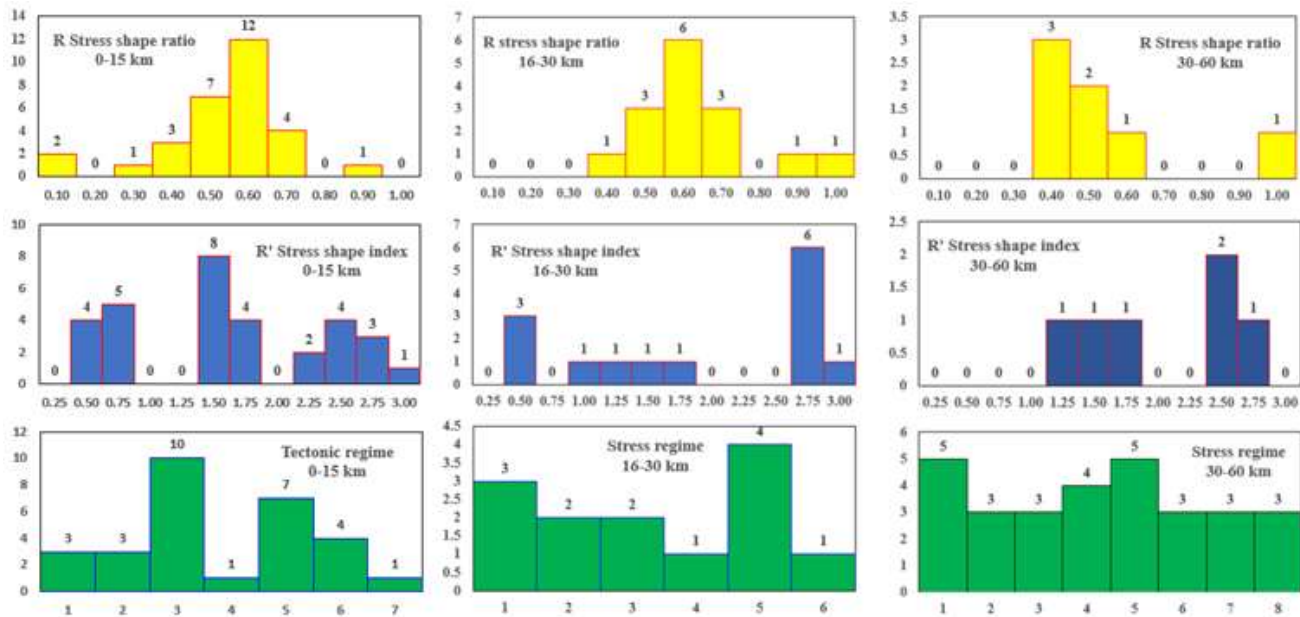 14
12
10
8
6
4
2
0
R Stress shape ratio
0-15 km
2 0 1 3 7 12 4 0 1 0
0.10 0.20 0.30 0.40 0.50 0.60 0.70 0.80 0.90 1.00
7
6
5
4
3
2
1
0
R stress shape ratio
16-30 km
0 0 0 1 3 6 3 0 1 1
0.10 0.20 0.30 0.40 0.50 0.60 0.70 0.80 0.90 1.00
3.5
3
2.5
2
1.5
1
0.5
0
R Stress shape ratio
30-60 km
0 0 0 3 2 1 0 0 0 1
0.10 0.20 0.30 0.40 0.50 0.60 0.70 0.80 0.90 1.00
10
8
6
4
2
0
R' Stress shape index
0-15 km
0 4 5 0 0 8 4 0 2 4 3 1
0.25 0.50 0.75 1.00 1.25 1.50 1.75 2.00 2.25 2.50 2.75 3.00
7
6
5
4
3
2
1
0
R' Stress shape index
16-30 km
0 3 0 1 1 1 1 0 0 0 6 1
0.25 0.50 0.75 1.00 1.25 1.50 1.75 2.00 2.25 2.50 2.75 3.00
2.5
2
1.5
1
0.5
0
R' Stress shape index
30-60 km
0 0 0 0 1 1 1 0 0 2 1 0
0.25 0.50 0.75 1.00 1.25 1.50 1.75 2.00 2.25 2.50 2.75 3.00
12
10
8
6
4
2
0
Tectonic regime
0-15 km
3 3 10 1 7 4 1
1 2 3 4 5 6 7
4.5
4
3.5
3
2.5
2
1.5
1
0.5
0
Stress regime
16-30 km
3 2 2 1 4 1
1 2 3 4 5 6
6
5
4
3
2
1
0
Stress regime
30-60 km
5 3 3 4 5 3 3 3
1 2 3 4 5 6 7 8